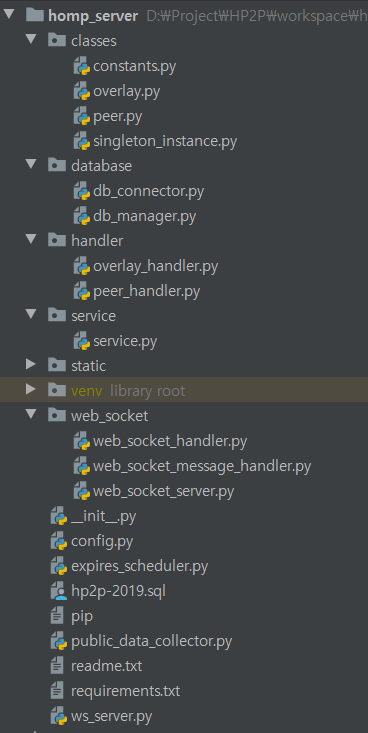 homp_server D:₩Project₩HP2P₩workspace₩h
classes
constants.py
overlay.py
peer.py
singleton_instance.py
database
db_connector.py
db_manager.py
handler
overlay_handler.py
peer_handler.py
service
service.py
static
venv library root
web_socket
web_socket_handler.py
web_socket_message_handler.py
web_socket_server.py
__init__.py
config.py
expires_scheduler.py
hp2p-2019.sql
pip
public_data_collector.py
readme.txt
requirements.txt
ws_server.py